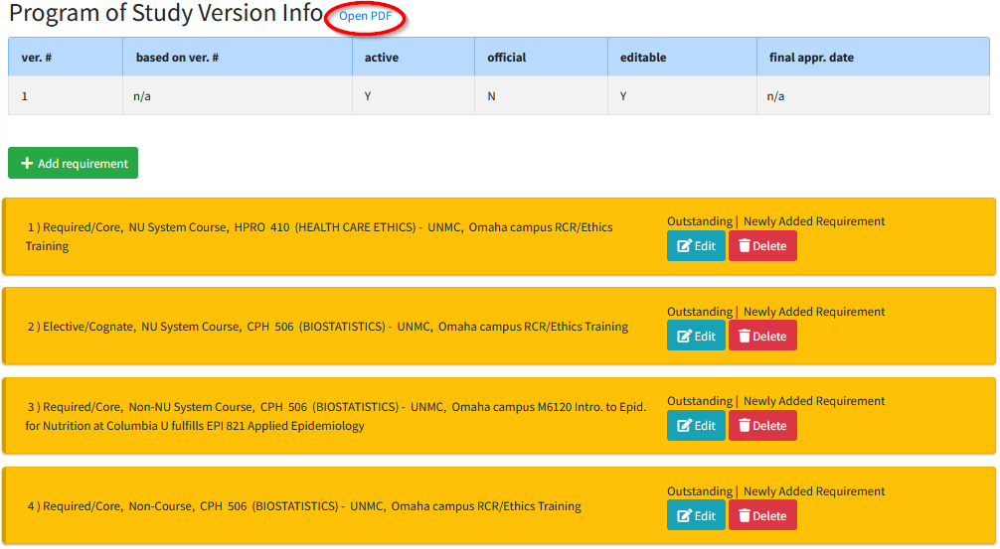 Program of Study Version Info Open PDF
ver. # based on ver. # active official editable final appr. date
1 n/a Y N Y n/a
Add requirement
1 ) Required/Core, NU System Course, HPRO 410 (HEALTH CARE ETHICS) - UNMC, Omaha campus RCR/Ethics
Training
Outstanding | Newly Added Requirement
Edit Delete
2 ) Elective/Cognate, NU System Course, CPH 506 (BIOSTATISTICS) - UNMC, Omaha campus RCR/Ethics Training
Outstanding | Newly Added Requirement
Edit Delete
3 ) Required/Core, Non-NU System Course, CPH 506 (BIOSTATISTICS) - UNMC, Omaha campus M6120 Intro. to Epid.
for Nutrition at Columbia U fulfills EPI 821 Applied Epidemiology
Outstanding | Newly Added Requirement
Edit Delete
4 ) Required/Core, Non-Course, CPH 506 (BIOSTATISTICS) - UNMC, Omaha campus RCR/Ethics Training
Outstanding | Newly Added Requirement
Edit Delete